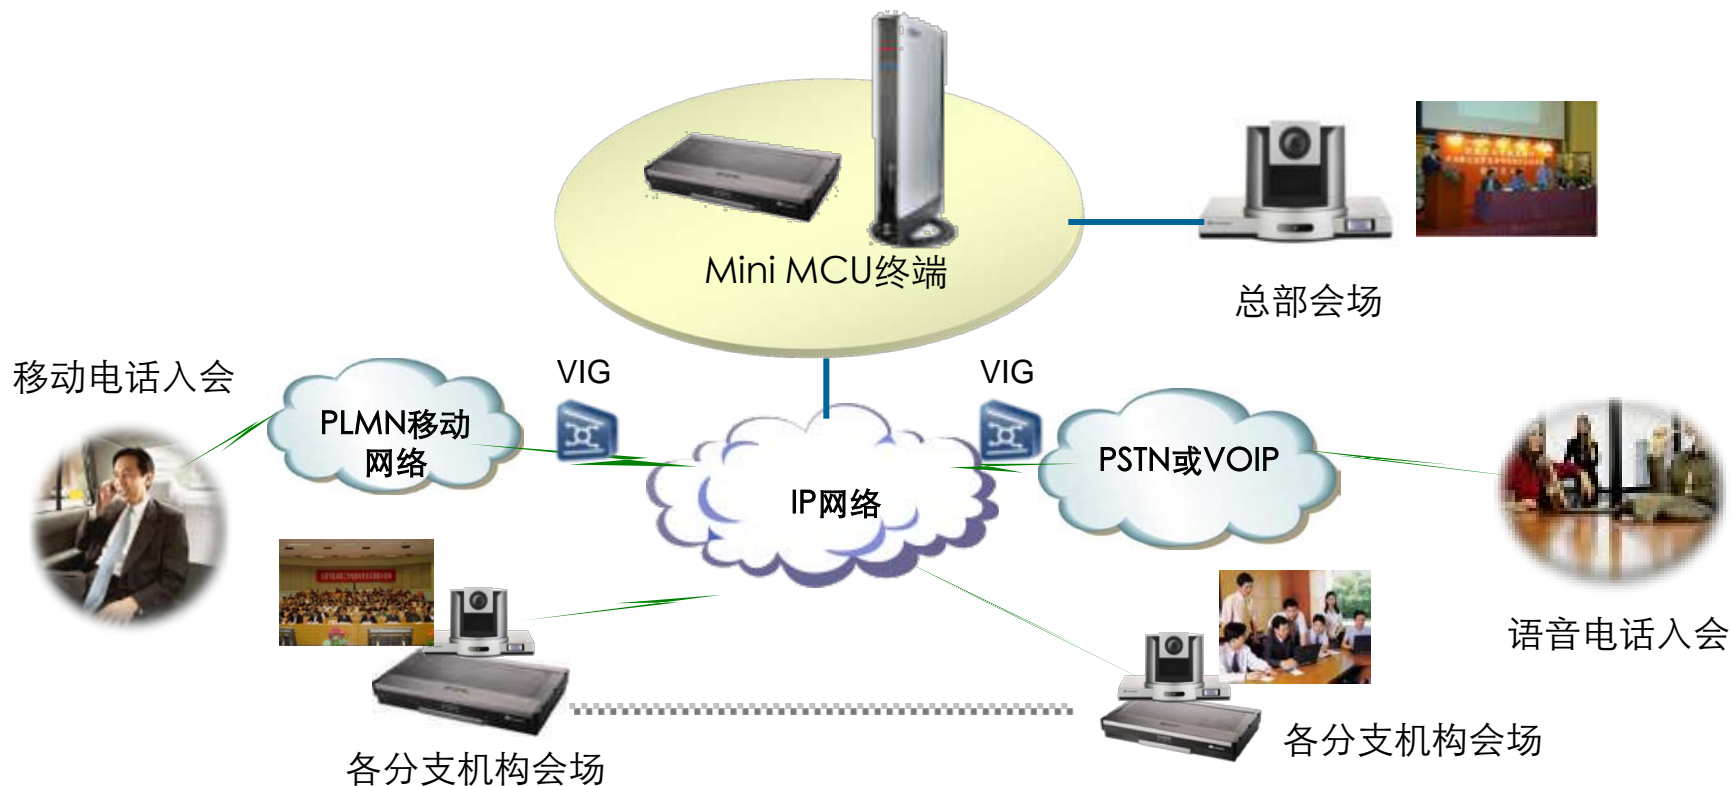 Mini MCU终端
总部会场
移动电话入会
VIG
VIG
PLMN移动
网络
IP网络
PSTN或VOIP
语音电话入会
各分支机构会场
各分支机构会场